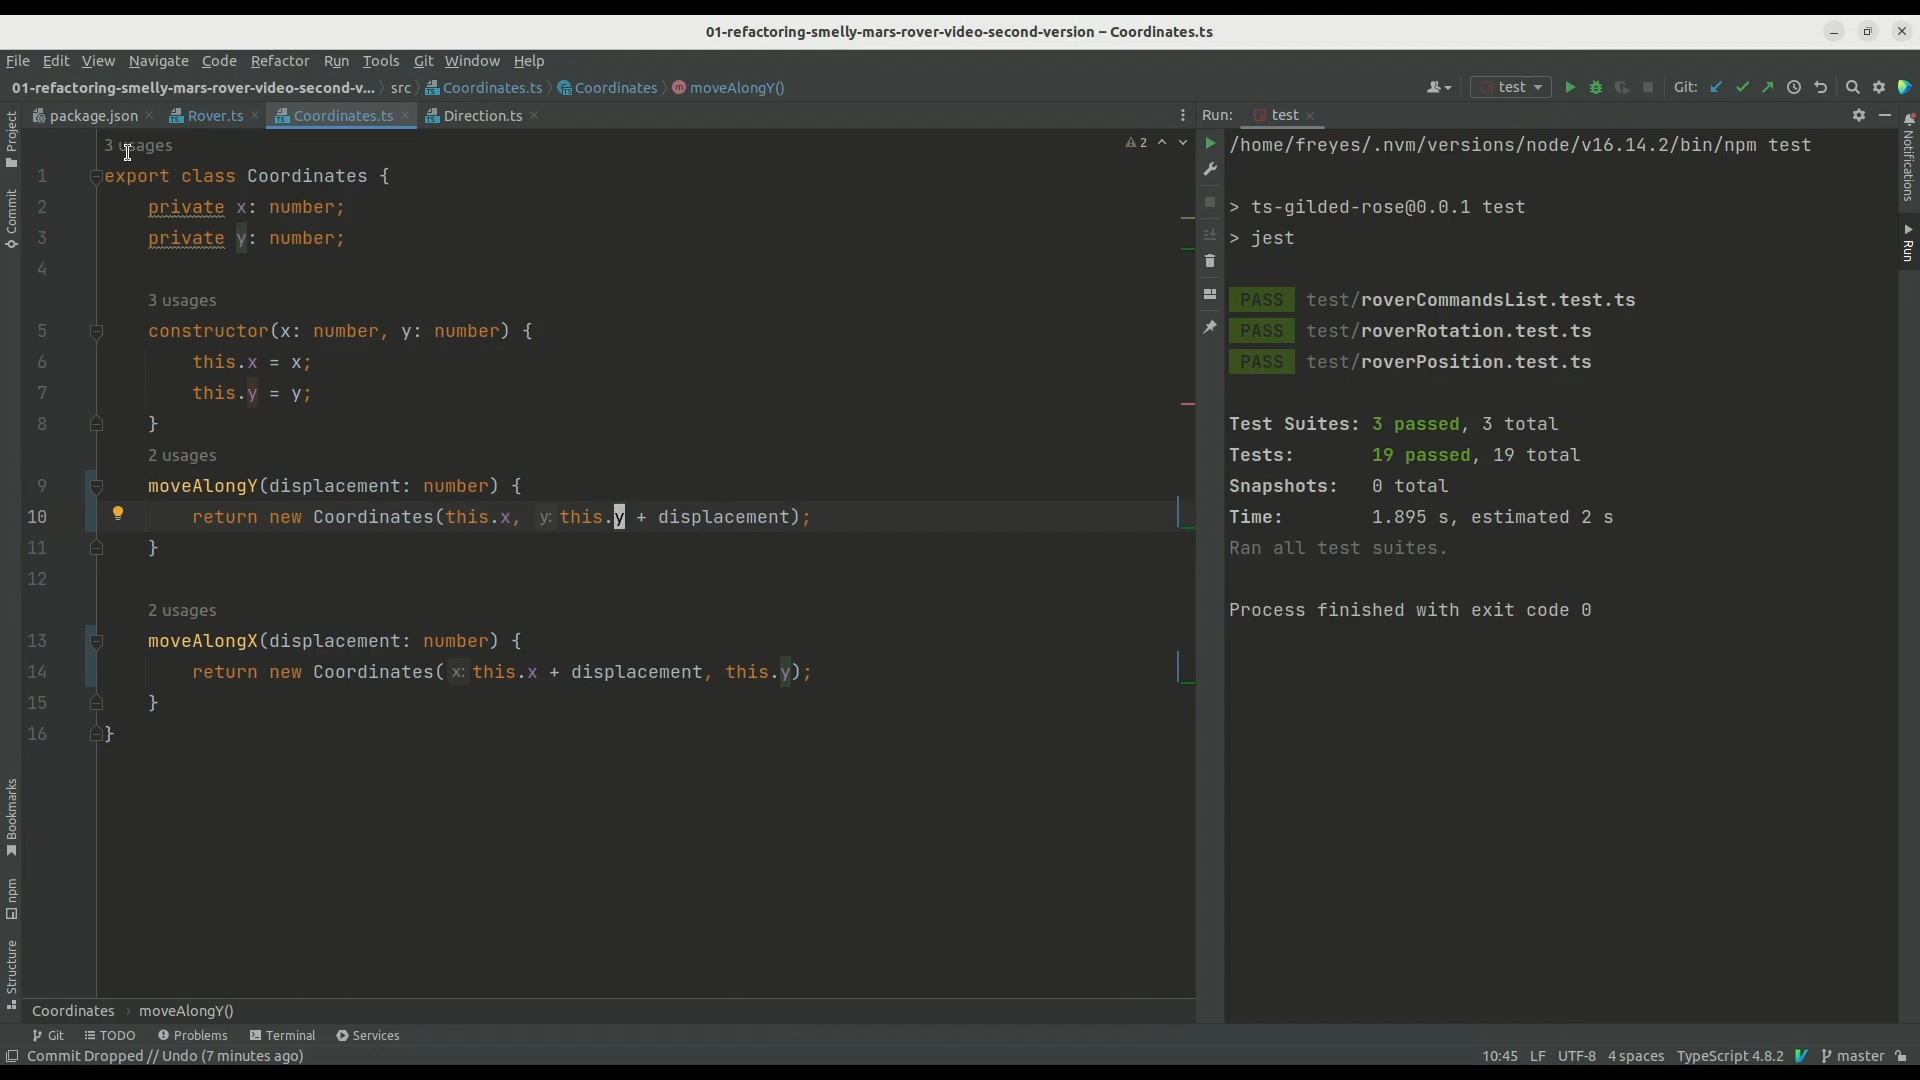 01-refactoring-smelly-mars-rover-video-second-version – Coordinates.ts
File Edit View Navigate Code Refactor Run Tools Git Window Help
01-refactoring-smelly-mars-rover-video-second-v... src Coordinates.ts Coordinates moveAlongY()
test Git:
package.json Rover.ts Coordinates.ts Direction.ts
Project
Commit
Bookmarks
npm
Structure
3 usages
2
1 export class Coordinates {
2 private x: number;
3 private y: number;
4
3 usages
5 constructor(x: number, y: number) {
6 this.x = x;
7 this.y = y;
8 }
2 usages
9 moveAlongY(displacement: number) {
10 return new Coordinates(this.x, y: this.y + displacement);
11 }
12
2 usages
13 moveAlongX(displacement: number) {
14 return new Coordinates( x: this.x + displacement, this.y);
15 }
16 }
Run: test
/home/freyes/.nvm/versions/node/v16.14.2/bin/npm test
> ts-gilded-rose@0.0.1 test
> jest
PASS test/roverCommandsList.test.ts
PASS test/roverRotation.test.ts
PASS test/roverPosition.test.ts
Test Suites: 3 passed, 3 total
Tests: 19 passed, 19 total
Snapshots: 0 total
Time: 1.895 s, estimated 2 s
Ran all test suites.
Process finished with exit code 0
Notifications
Run
Coordinates › moveAlongY()
Git TODO Problems Terminal Services
Commit Dropped // Undo (7 minutes ago)
10:45 LF UTF-8 4 spaces TypeScript 4.8.2 master